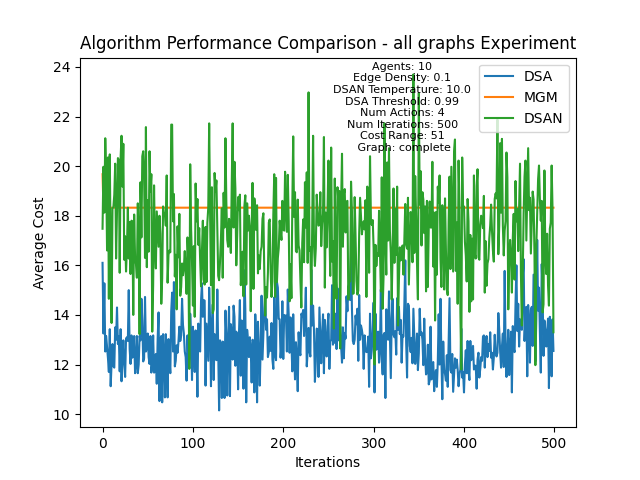 Algorithm Performance Comparison - all graphs Experiment
Agents: 10
Edge Density: 0.1
DSAN Temperature: 10.0
DSA Threshold: 0.99
Num Actions: 4
Num Iterations: 500
Cost Range: 51
Graph: complete
DSA
MGM
DSAN
24
22
20
18
16
14
12
10
Average Cost
0 100 200 300 400 500
Iterations